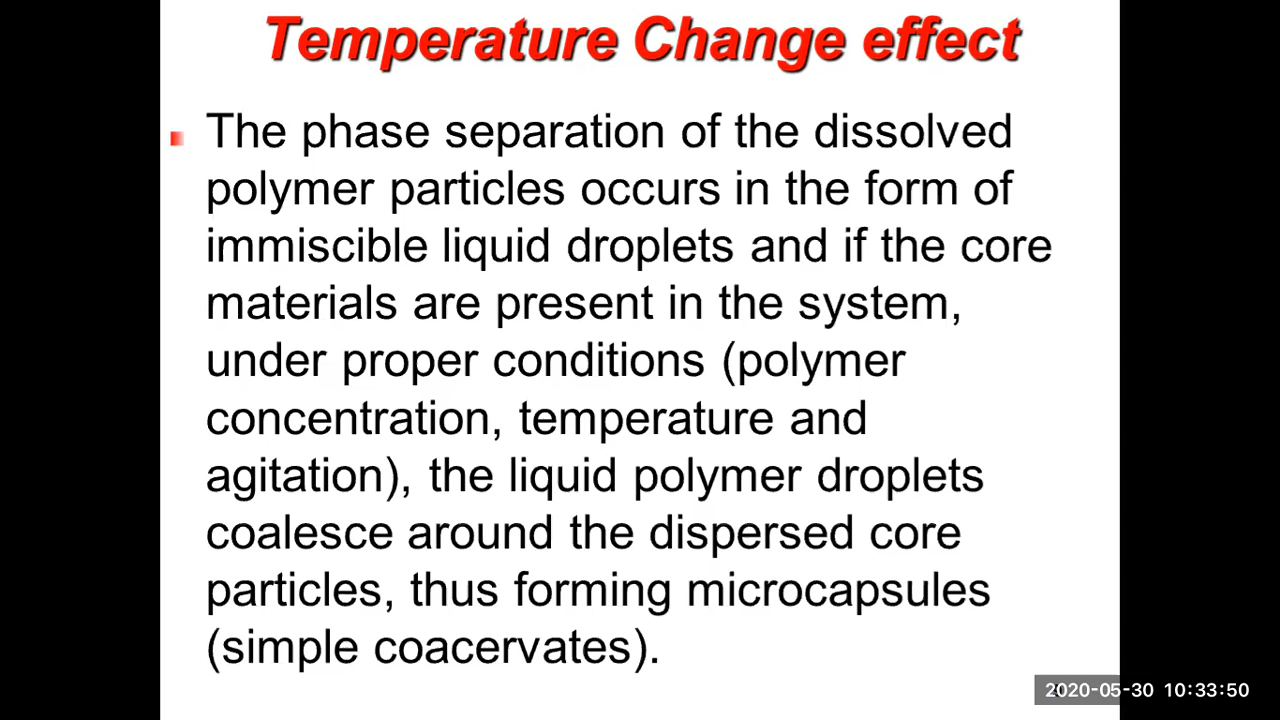 Temperature Change effect
The phase separation of the dissolved
polymer particles occurs in the form of
immiscible liquid droplets and if the core
materials are present in the system,
under proper conditions (polymer
concentration, temperature and
agitation), the liquid polymer droplets
coalesce around the dispersed core
particles, thus forming microcapsules
(simple coacervates).
2020-05-30 10:33:50